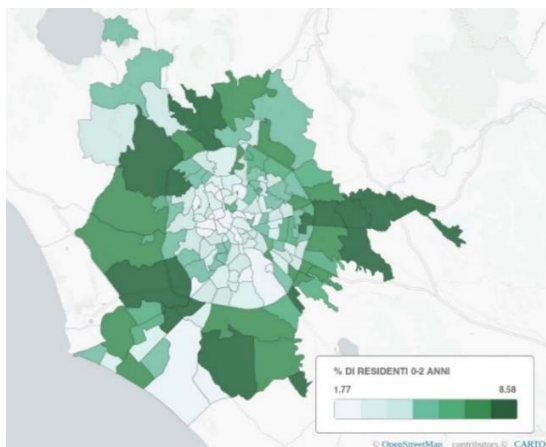 % DI RESIDENTI 0-2 ANNI
1.77 8.58
© OpenStreetMap contributors © CARTO